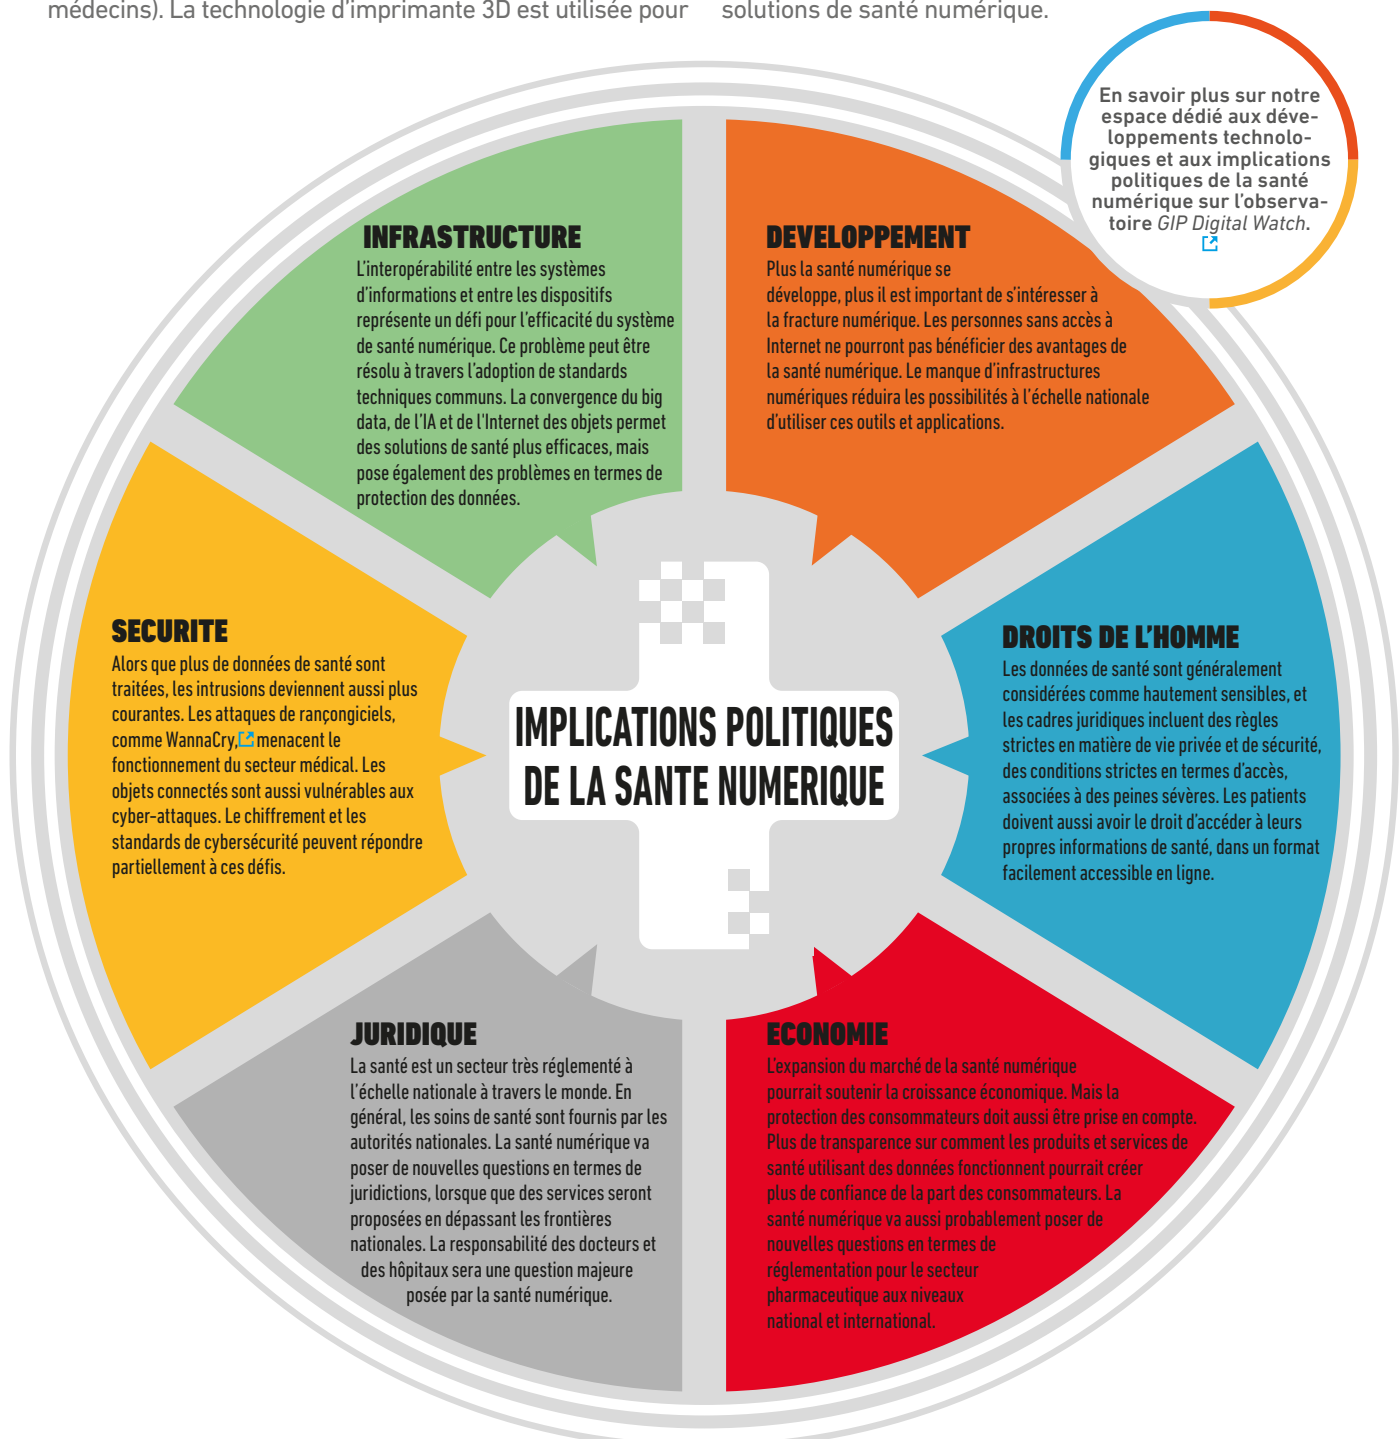 médecins). La technologie d'imprimante 3D est utilisée pour
solutions de santé numérique.
En savoir plus sur notre
espace dédié aux déve-
loppements technolo-
giques et aux implications
politiques de la santé
numérique sur l'observa-
toire GIP Digital Watch.
INFRASTRUCTURE
L'interopérabilité entre les systèmes
d'informations et entre les dispositifs
représente un défi pour l'efficacité du système
de santé numérique. Ce problème peut être
résolu à travers l'adoption de standards
techniques communs. La convergence du big
data, de l'IA et de l'Internet des objets permet
des solutions de santé plus efficaces, mais
pose également des problèmes en termes de
protection des données.
DEVELOPPEMENT
Plus la santé numérique se
développe, plus il est important de s'intéresser à
la fracture numérique. Les personnes sans accès à
Internet ne pourront pas bénéficier des avantages de
la santé numérique. Le manque d'infrastructures
numériques réduira les possibilités à l'échelle nationale
d'utiliser ces outils et applications.
SECURITE
Alors que plus de données de santé sont
traitées, les intrusions deviennent aussi plus
courantes. Les attaques de rançongiciels,
comme WannaCry, menacent le
fonctionnement du secteur médical. Les
objets connectés sont aussi vulnérables aux
cyber-attaques. Le chiffrement et les
standards de cybersécurité peuvent répondre
partiellement à ces défis.
IMPLICATIONS POLITIQUES
DE LA SANTE NUMERIQUE
DROITS DE L'HOMME
Les données de santé sont généralement
considérées comme hautement sensibles, et
les cadres juridiques incluent des règles
strictes en matière de vie privée et de sécurité,
des conditions strictes en termes d'accès,
associées à des peines sévères. Les patients
doivent aussi avoir le droit d'accéder à leurs
propres informations de santé, dans un format
facilement accessible en ligne.
JURIDIQUE
La santé est un secteur très réglementé à
l'échelle nationale à travers le monde. En
général, les soins de santé sont fournis par les
autorités nationales. La santé numérique va
poser de nouvelles questions en termes de
juridictions, lorsque que des services seront
proposées en dépassant les frontières
nationales. La responsabilité des docteurs et
des hôpitaux sera une question majeure
posée par la santé numérique.
ECONOMIE
L'expansion du marché de la santé numérique
pourrait soutenir la croissance économique. Mais la
protection des consommateurs doit aussi être prise en compte.
Plus de transparence sur comment les produits et services de
santé utilisant des données fonctionnent pourrait créer
plus de confiance de la part des consommateurs. La
santé numérique va aussi probablement poser de
nouvelles questions en termes de
réglementation pour le secteur
pharmaceutique aux niveaux
national et international.